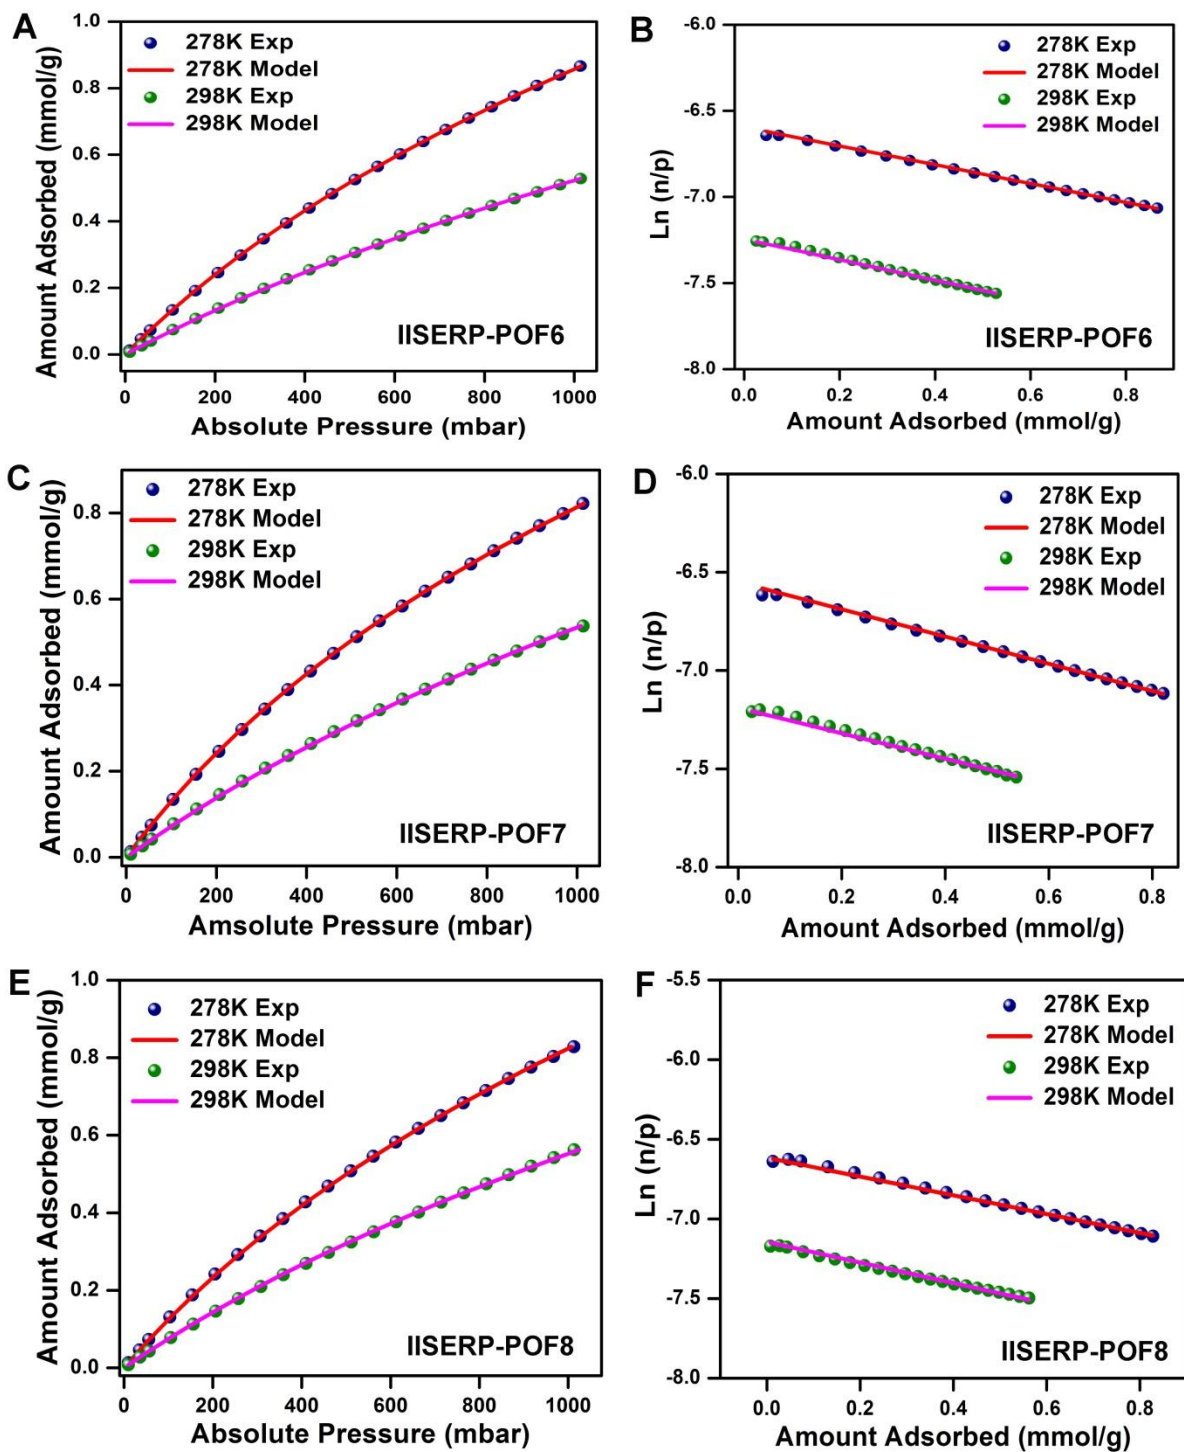 A
Amount Adsorbed (mmol/g)
1.0
0.8
0.6
0.4
0.2
0.0
278K Exp
278K Model
298K Exp
298K Model
IISERP-POF6
0 200 400 600 800 1000
Absolute Pressure (mbar)
B
Ln (n/p)
-6.0
-6.5
-7.0
-7.5
-8.0
278K Exp
278K Model
298K Exp
298K Model
IISERP-POF6
0.0 0.2 0.4 0.6 0.8
Amount Adsorbed (mmol/g)
C
Amount Adsorbed (mmol/g)
0.8
0.6
0.4
0.2
0.0
278K Exp
278K Model
298K Exp
298K Model
IISERP-POF7
0 200 400 600 800 1000
Amsolute Pressure (mbar)
D
Ln (n/p)
-6.0
-6.5
-7.0
-7.5
-8.0
278K Exp
278K Model
298K Exp
298K Model
IISERP-POF7
0.0 0.2 0.4 0.6 0.8
Amount Adsorbed (mmol/g)
E
Amount Adsorbed (mmol/g)
1.0
0.8
0.6
0.4
0.2
0.0
278K Exp
278K Model
298K Exp
298K Model
IISERP-POF8
0 200 400 600 800 1000
Absolute Pressure (mbar)
F
Ln (n/p)
-5.5
-6.0
-6.5
-7.0
-7.5
-8.0
278K Exp
278K Model
298K Exp
298K Model
IISERP-POF8
0.0 0.2 0.4 0.6 0.8
Amount Adsorbed (mmol/g)